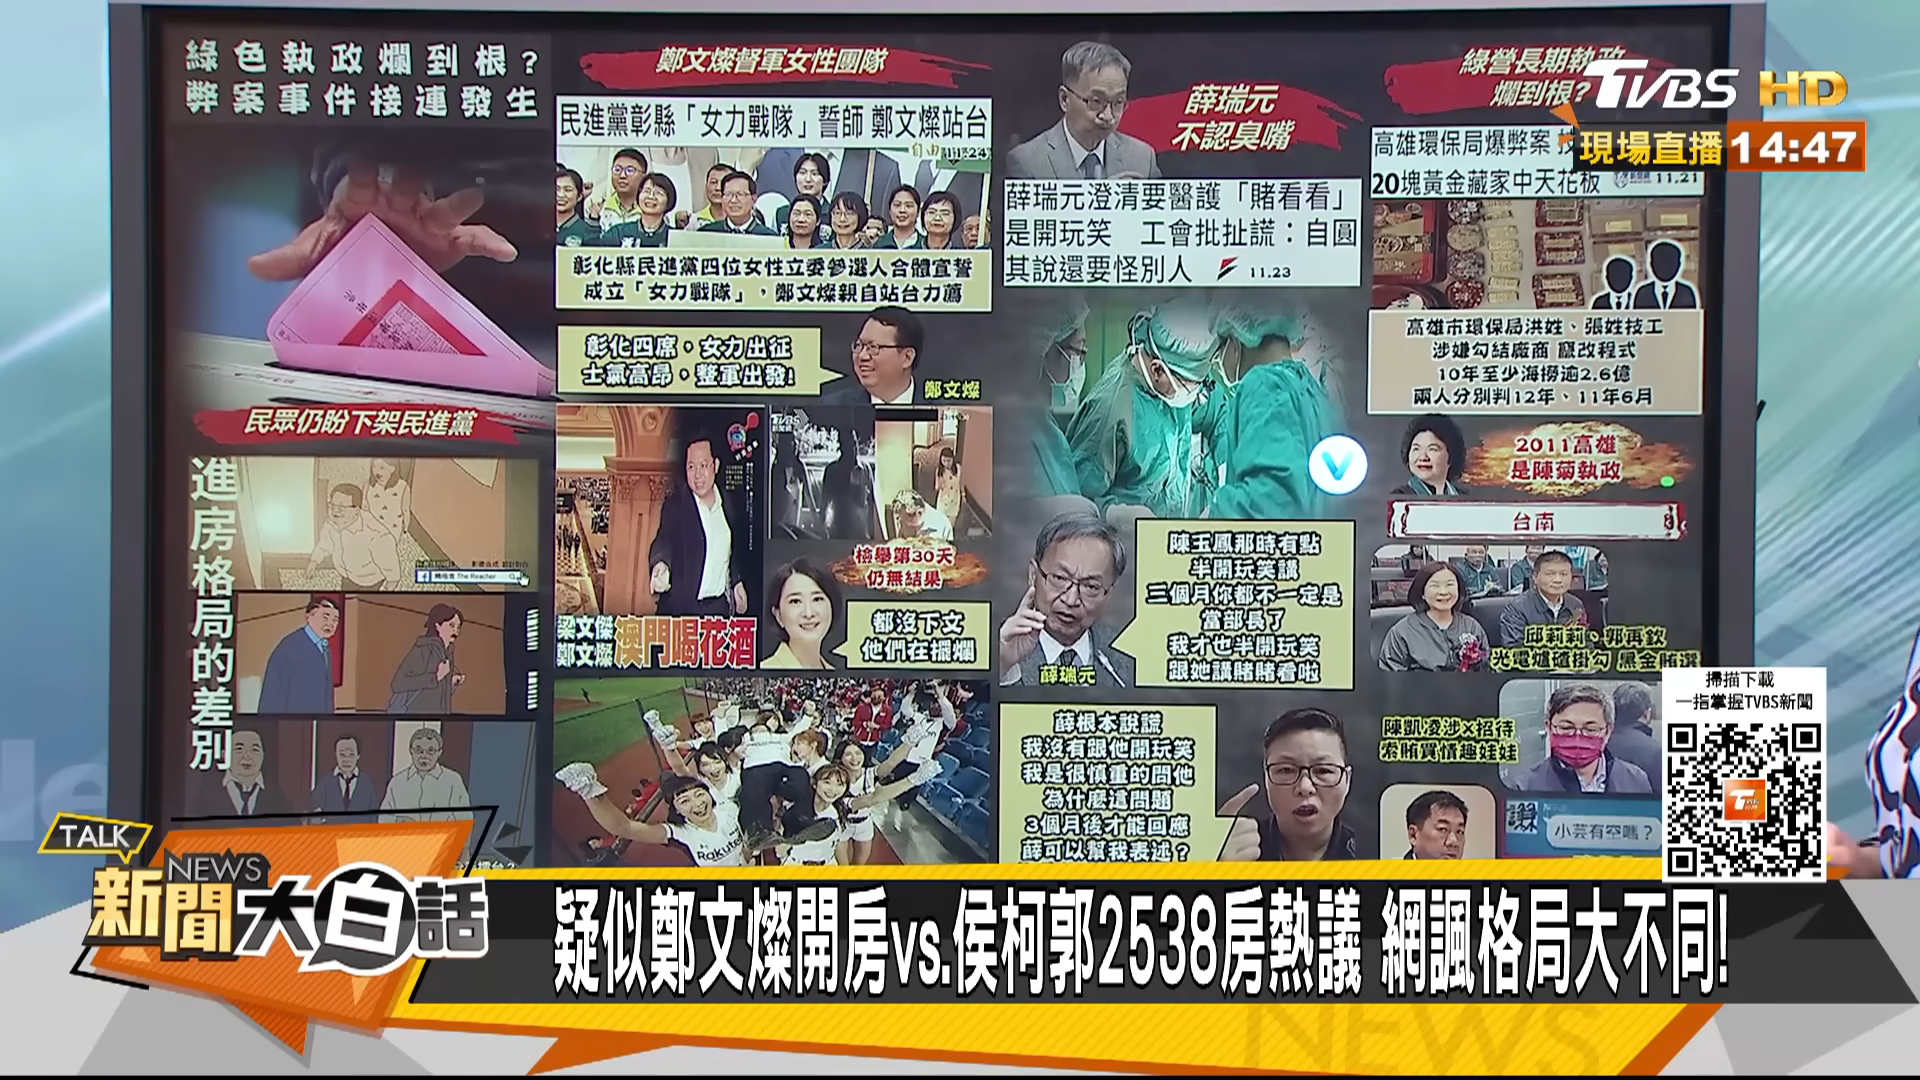 綠色執政爛到根?
弊案事件接連發生
民眾仍盼下架民進黨
進房格局的差別
觸極者 The Reacher
鄭文燦督軍女性團隊
民進黨彰縣「女力戰隊」誓師 鄭文燦站台
自由 11.24
彰化縣民進黨四位女性立委參選人合體宣誓
成立「女力戰隊」,鄭文燦親自站台力薦
彰化四席,女力出征
士氣高昂,整軍出發!
鄭文燦
TVBS
梁文傑
鄭文燦
澳門喝花酒
檢舉第30天
仍無結果
都沒下文
他們在擺爛
Rakuten
薛瑞元
不認臭嘴
薛瑞元澄清要醫護「賭看看」
是開玩笑 工會批扯謊:自圓
其說還要怪別人 11.23
陳玉鳳那時有點
半開玩笑講
三個月你都不一定是
當部長了
我才也半開玩笑
跟她講賭賭看啦
薛瑞元
薛根本說謊
我沒有跟他開玩笑
我是很慎重的問他
為什麼這問題
3個月後才能回應
薛可以幫我表述?
綠營長期執政
爛到根?
高雄環保局爆弊案 技
20塊黃金藏家中天花板 11.21
高雄市環保局洪姓、張姓技工
涉嫌勾結廠商 竄改程式
10年至少海撈逾2.6億
兩人分別判12年、11年6月
2011高雄
是陳菊執政
台南
邱莉莉、郭再欽
光電爐碴掛勾 黑金賄選
陳凱凌涉×招待
索賄買情趣娃娃
小芸有空嗎?
TVBS HD
現場直播 14:47
掃描下載
一指掌握TVBS新聞
TALK
NEWS
新聞大白話
疑似鄭文燦開房vs.侯柯郭2538房熱議 網諷格局大不同!
NEWS